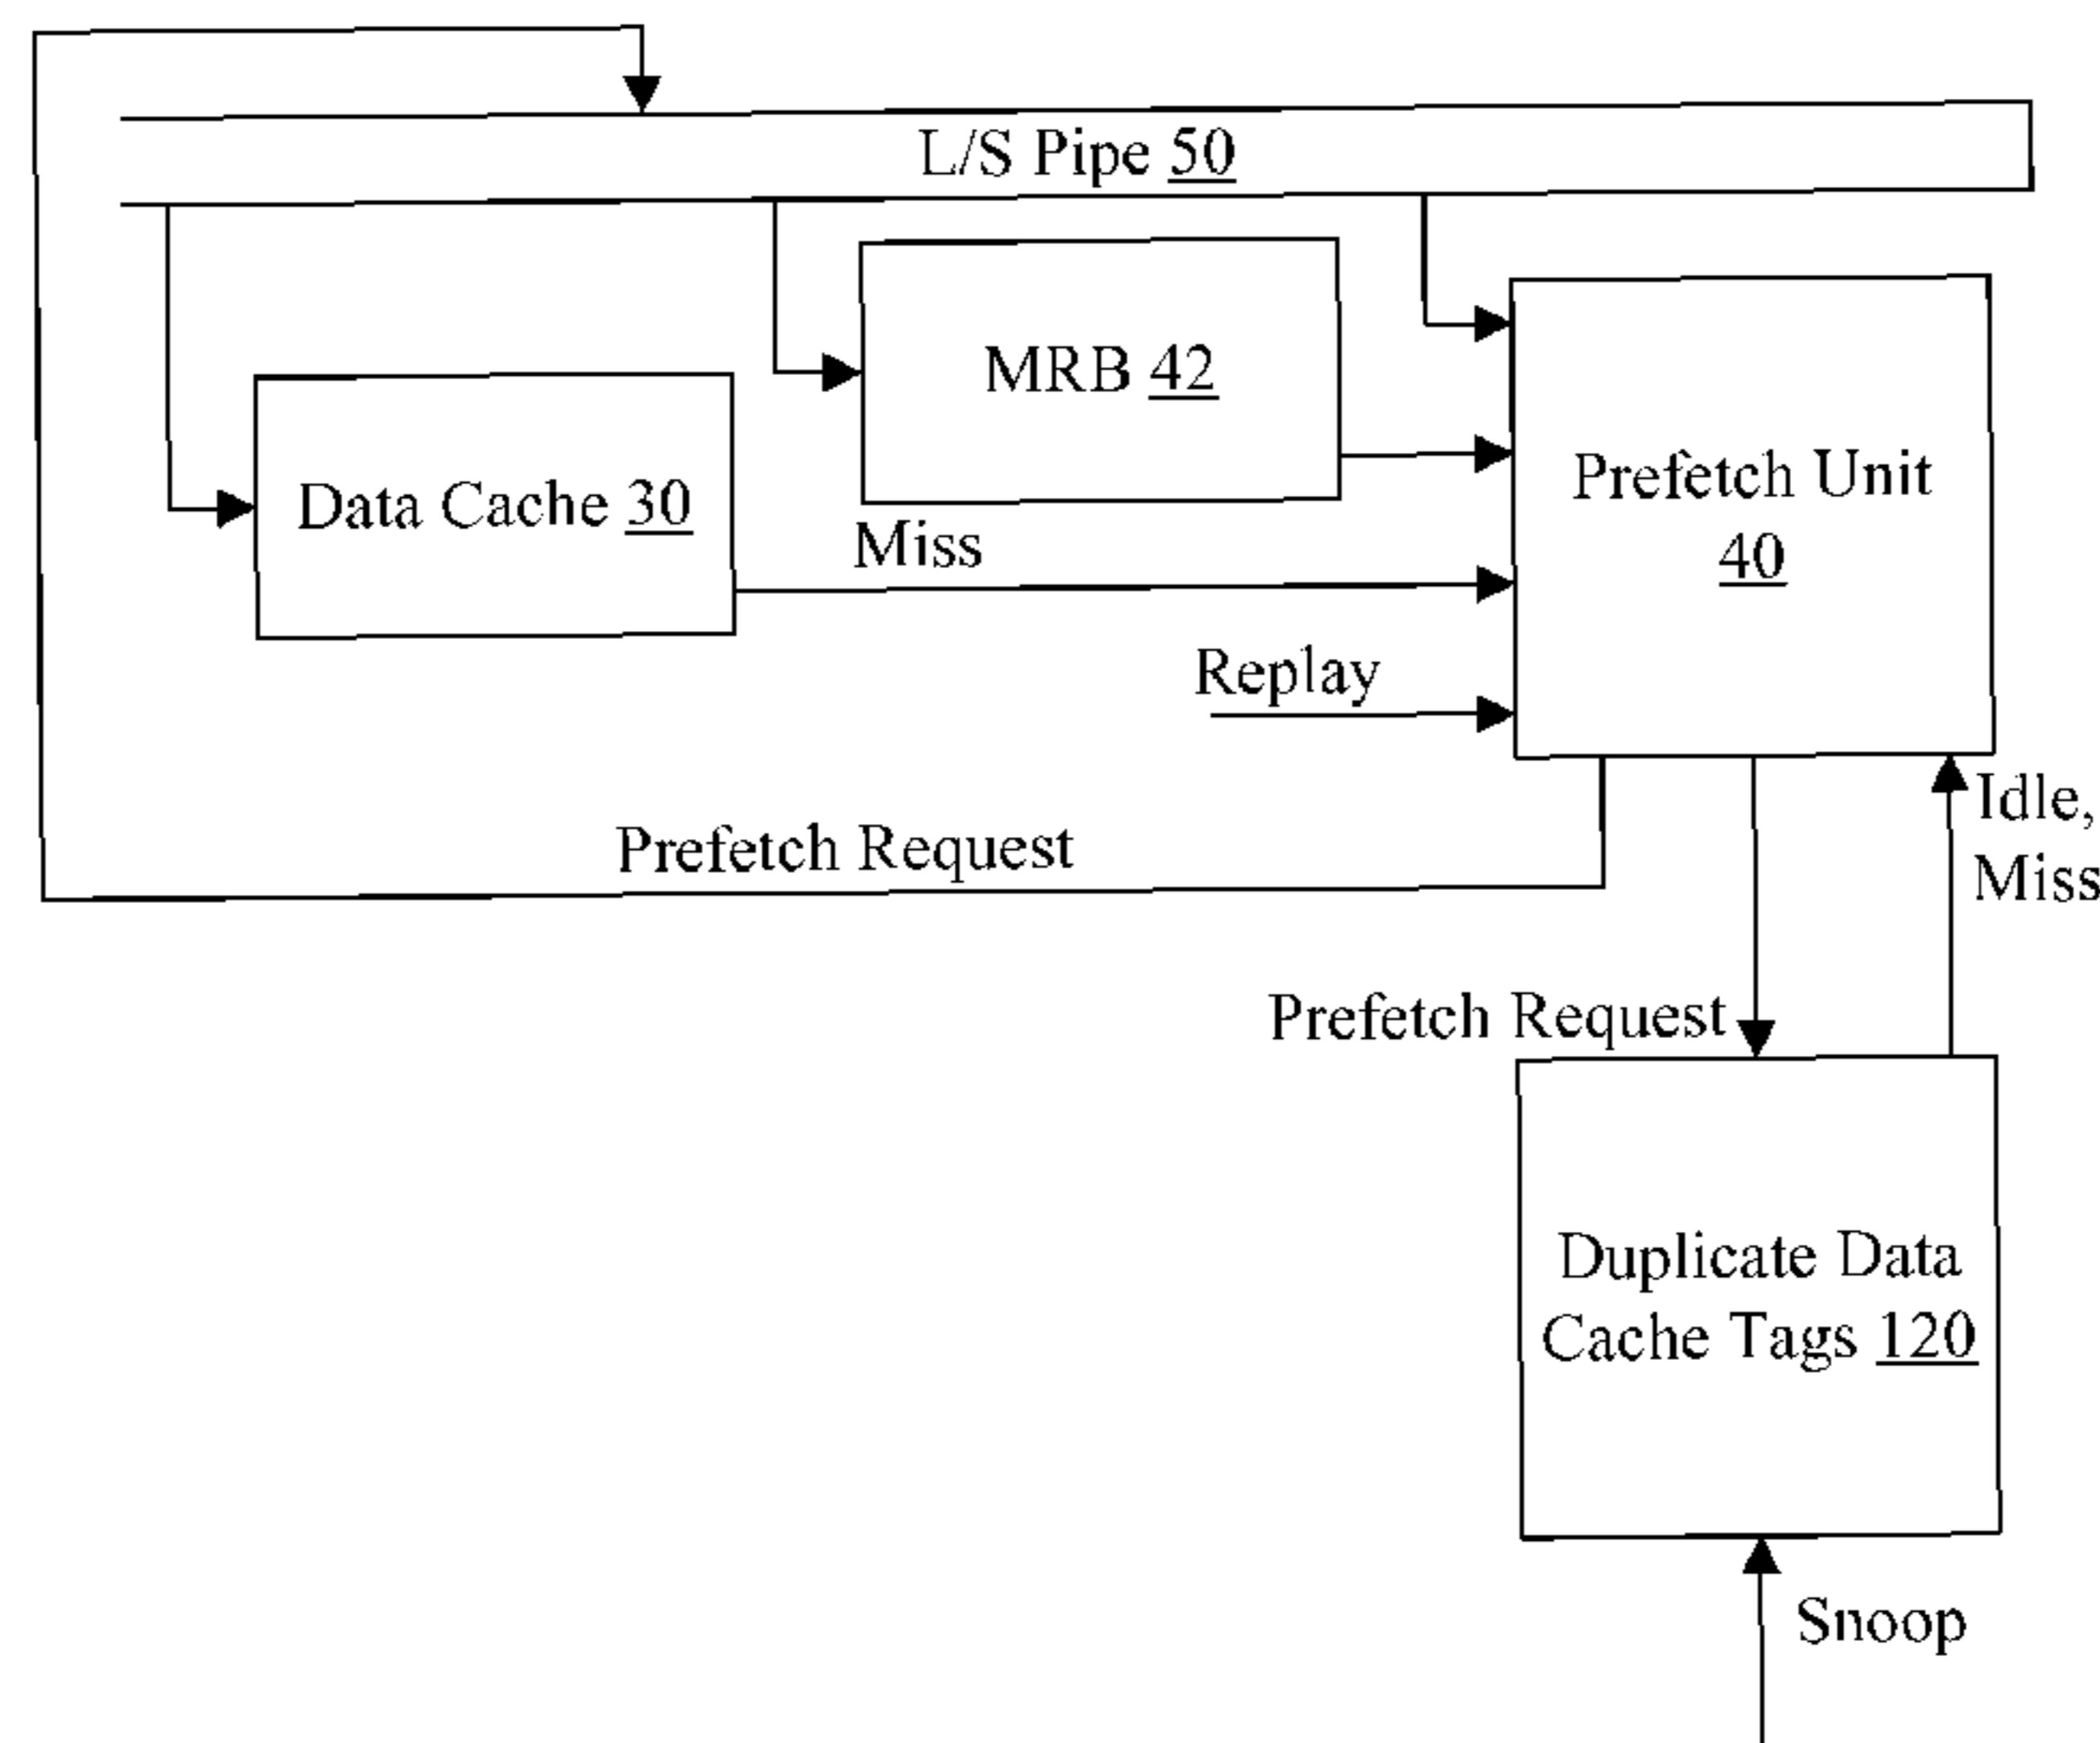 L/S Pipe 50
MRB 42
Data Cache 30
Miss
Prefetch Unit
40
Replay
Idle,
Miss
Prefetch Request
Prefetch Request
Duplicate Data
Cache Tags 120
Snoop